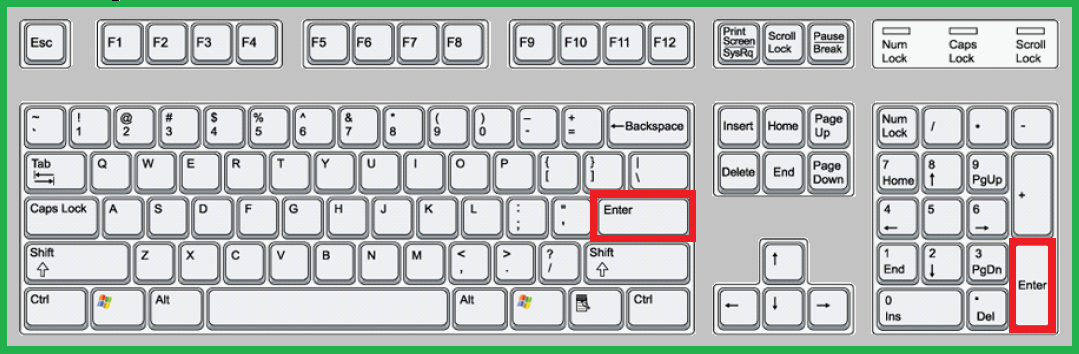 Esc F1 F2 F3 F4 F5 F6 F7 F8 F9 F10 F11 F12
Print
Screen
SysRq
Scroll
Lock
Pause
Break
Num
Lock
Caps
Lock
Scroll
Lock
~ ! @ # $ % ^ & * ( ) – +
` 1 2 3 4 5 6 7 8 9 0 - = ←Backspace
Insert Home Page
Up
Num
Lock / * -
Tab Q W E R T Y U I O P { } |
[ ] \
Delete End Page
Down
7 8 9
Home ↑ PgUp +
Caps Lock A S D F G H J K L : " Enter
; '
4 5 6
← →
Shift Z X C V B N M < > ? Shift
, . /
↑
1 2 3
End ↓ PgDn Enter
Ctrl Alt Alt Ctrl
← ↓ →
0 .
Ins Del